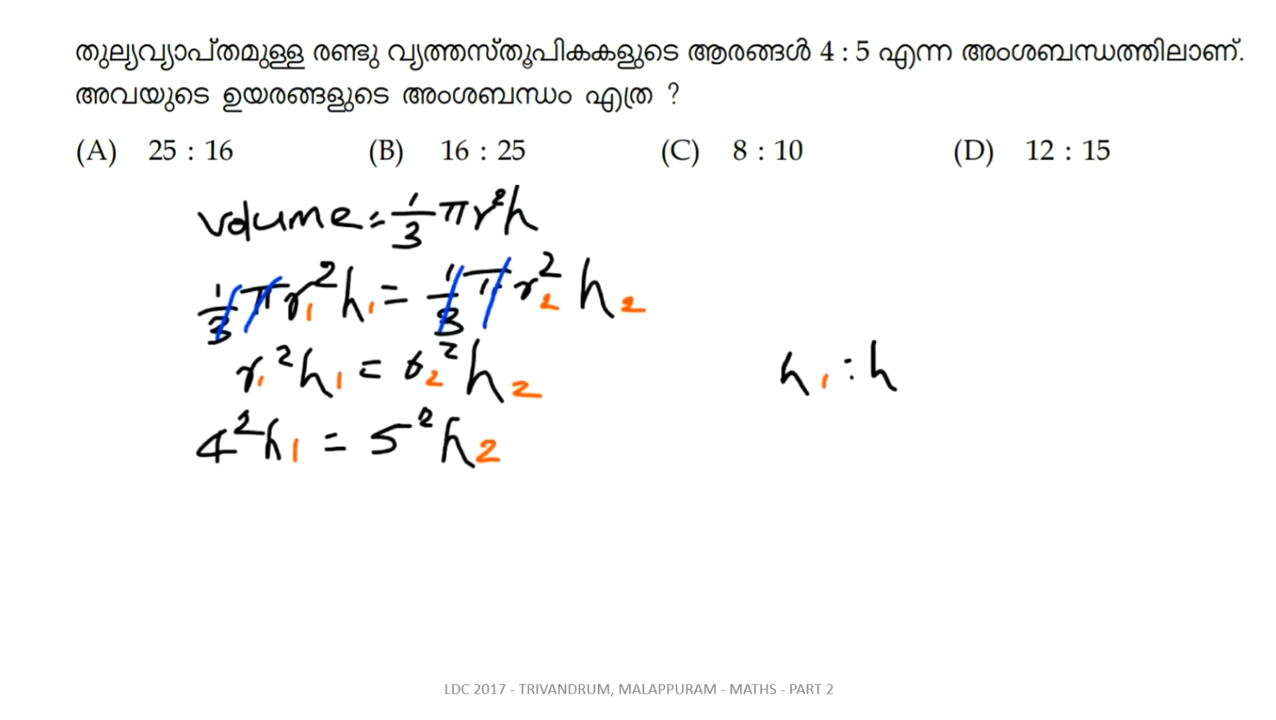 തുല്യവ്യാപ്തമുള്ള രണ്ടു വൃത്തസ്തൂപികകളുടെ ആരങ്ങൾ 4 : 5 എന്ന അംശബന്ധത്തിലാണ്.
അവയുടെ ഉയരങ്ങളുടെ അംശബന്ധം എത്ര ?
(A) 25 : 16 (B) 16 : 25 (C) 8 : 10 (D) 12 : 15
volume = 1/3 πr²h
1/3 πr₁²h₁ = 1/3 πr₂²h₂
r₁²h₁ = r₂²h₂
h₁ : h
4²h₁ = 5²h₂
LDC 2017 - TRIVANDRUM, MALAPPURAM - MATHS - PART 2